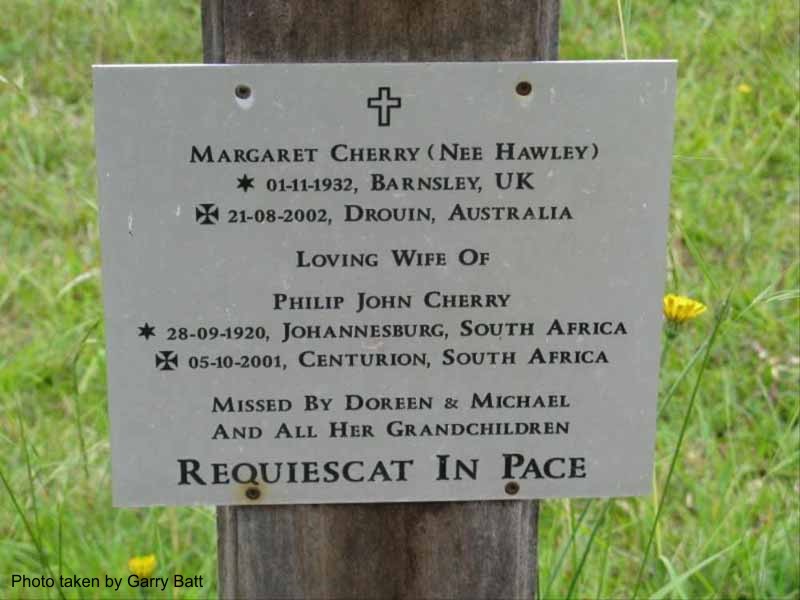 MARGARET CHERRY (NEE HAWLEY)
✶ 01-11-1932, BARNSLEY, UK
✠ 21-08-2002, DROUIN, AUSTRALIA
LOVING WIFE OF
PHILIP JOHN CHERRY
✶ 28-09-1920, JOHANNESBURG, SOUTH AFRICA
✠ 05-10-2001, CENTURION, SOUTH AFRICA
MISSED BY DOREEN & MICHAEL
AND ALL HER GRANDCHILDREN
REQUIESCAT IN PACE
Photo taken by Garry Batt